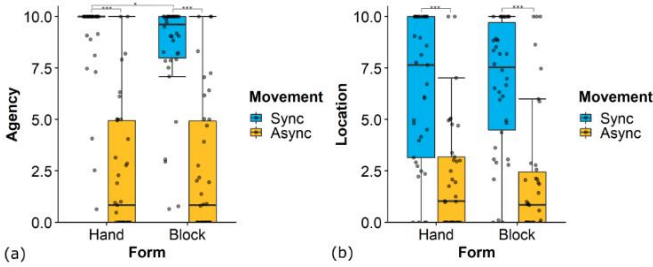 *
*** ***
10.0
7.5
5.0
2.5
0.0
Agency
Hand Block
Form
(a)
Movement
Sync
Async
*** ***
10.0
7.5
5.0
2.5
0.0
Location
Hand Block
Form
(b)
Movement
Sync
Async